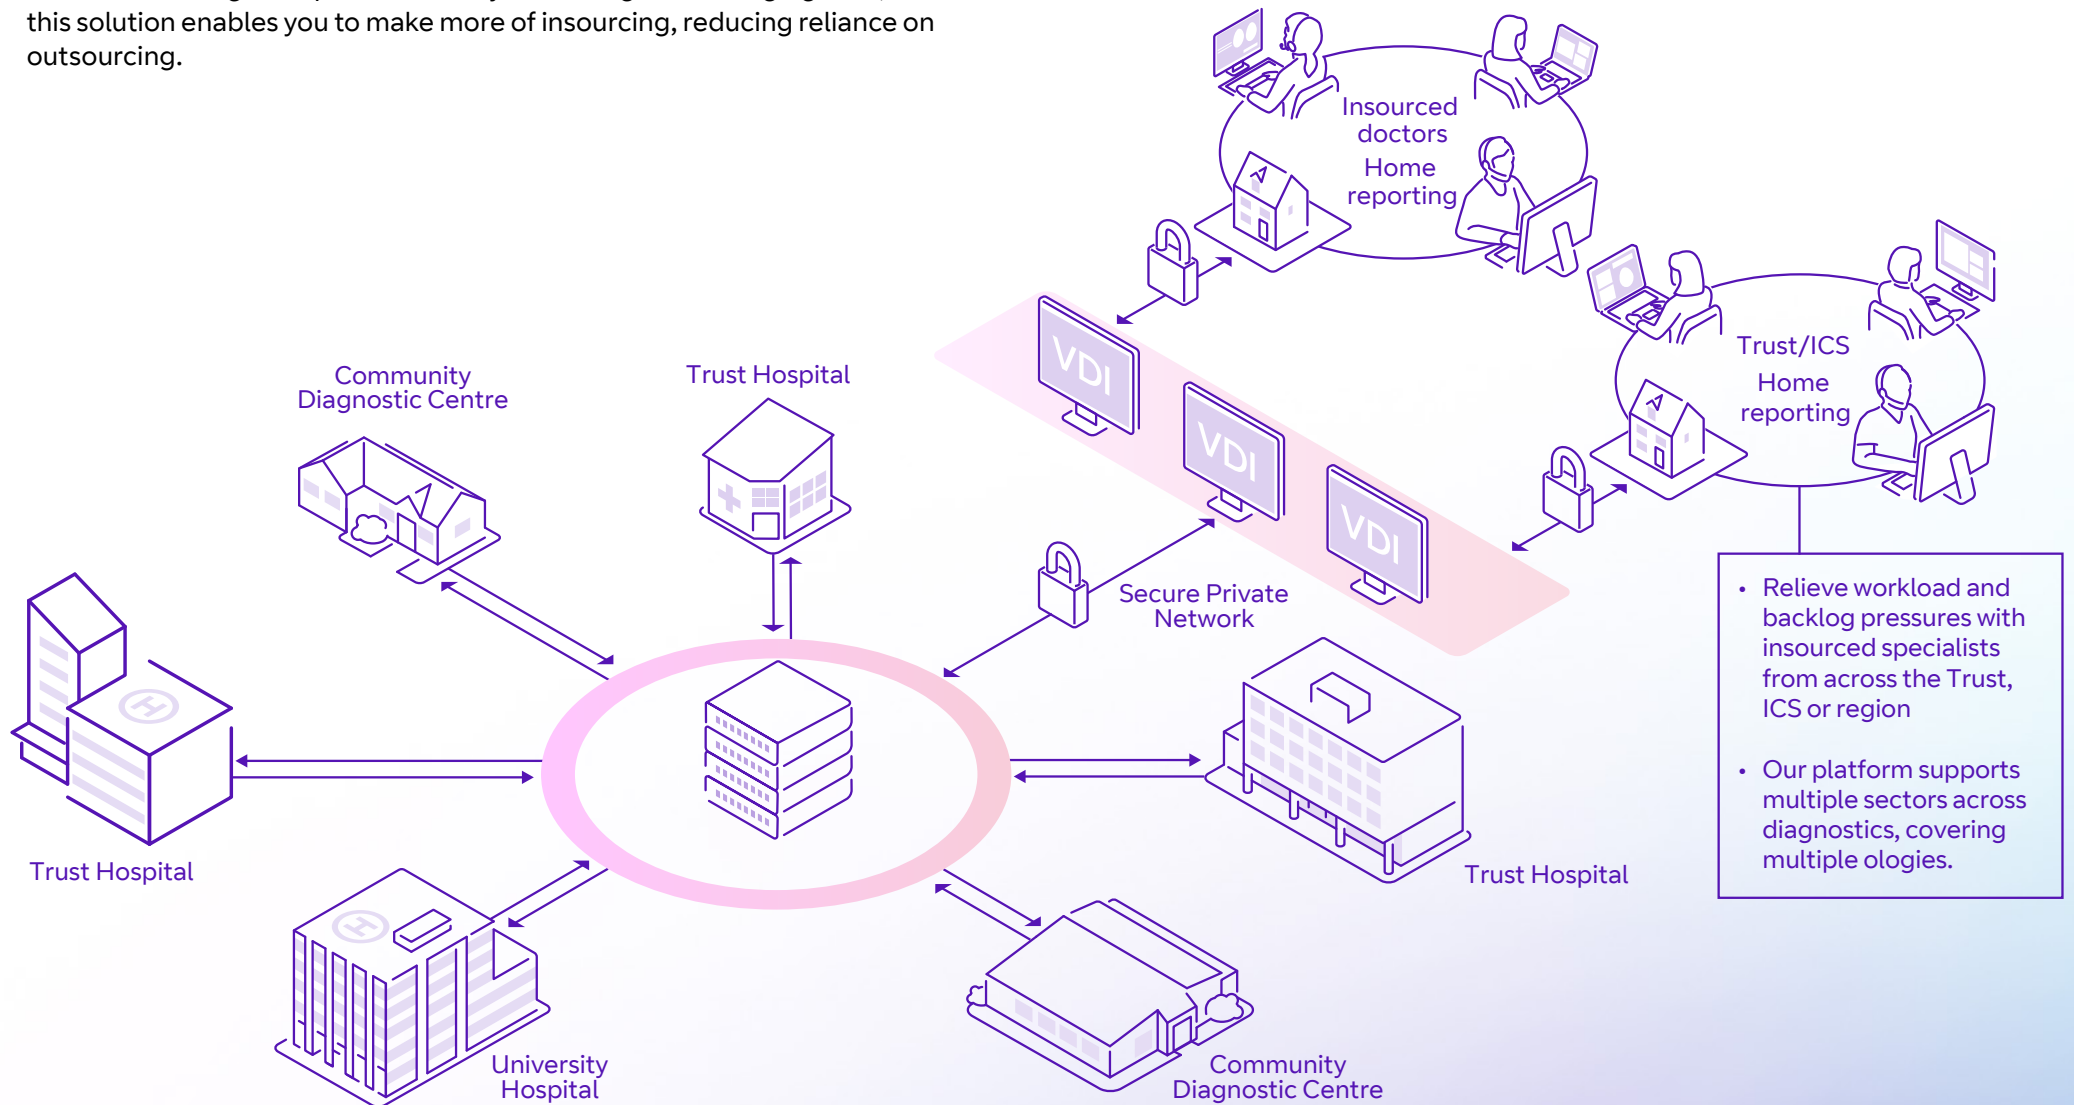 this solution enables you to make more of insourcing, reducing reliance on
outsourcing.
Insourced
doctors
Home
reporting
Trust/ICS
Home
reporting
VDI
VDI
VDI
Community
Diagnostic Centre
Trust Hospital
Secure Private
Network
• Relieve workload and
backlog pressures with
insourced specialists
from across the Trust,
ICS or region
• Our platform supports
multiple sectors across
diagnostics, covering
multiple ologies.
H
Trust Hospital
Trust Hospital
H
University
Hospital
Community
Diagnostic Centre